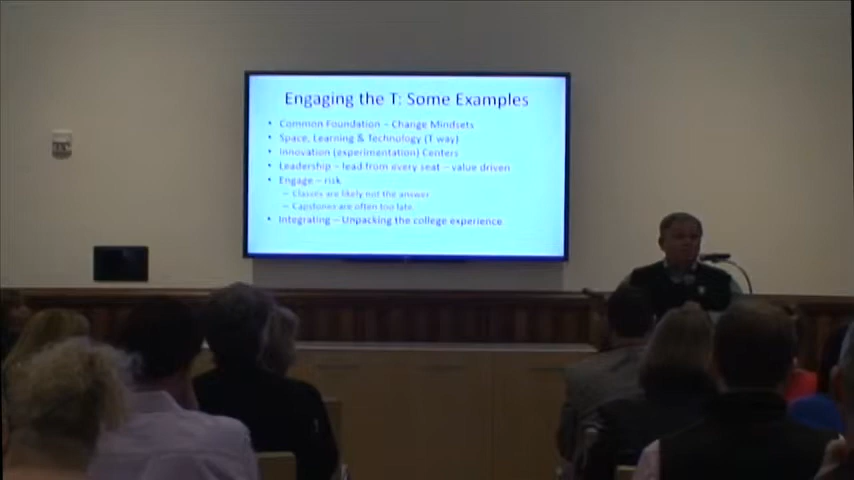 Engaging the T: Some Examples
• Common Foundation – Change Mindsets
• Space, Learning & Technology (T way)
• Innovation (experimentation) Centers
• Leadership – lead from every seat – value driven
• Engage – risk
– Classes are likely not the answer
– Capstones are often too late
• Integrating – Unpacking the college experience